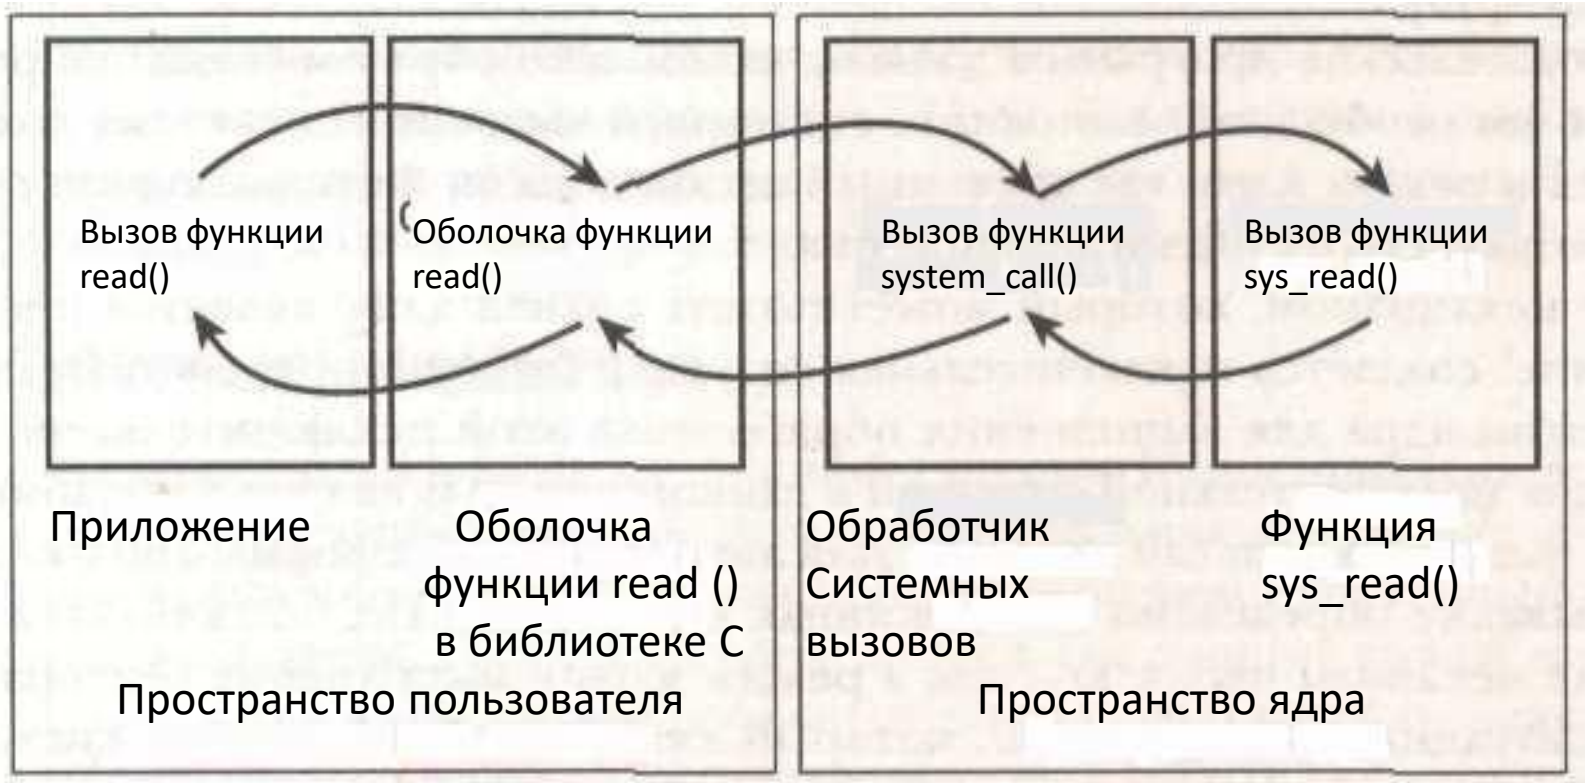 Вызов функции
read()
Оболочка функции
read()
Вызов функции
system_call()
Вызов функции
sys_read()
Приложение
Оболочка
функции read ()
в библиотеке С
Обработчик
Системных
вызовов
Функция
sys_read()
Пространство пользователя
Пространство ядра